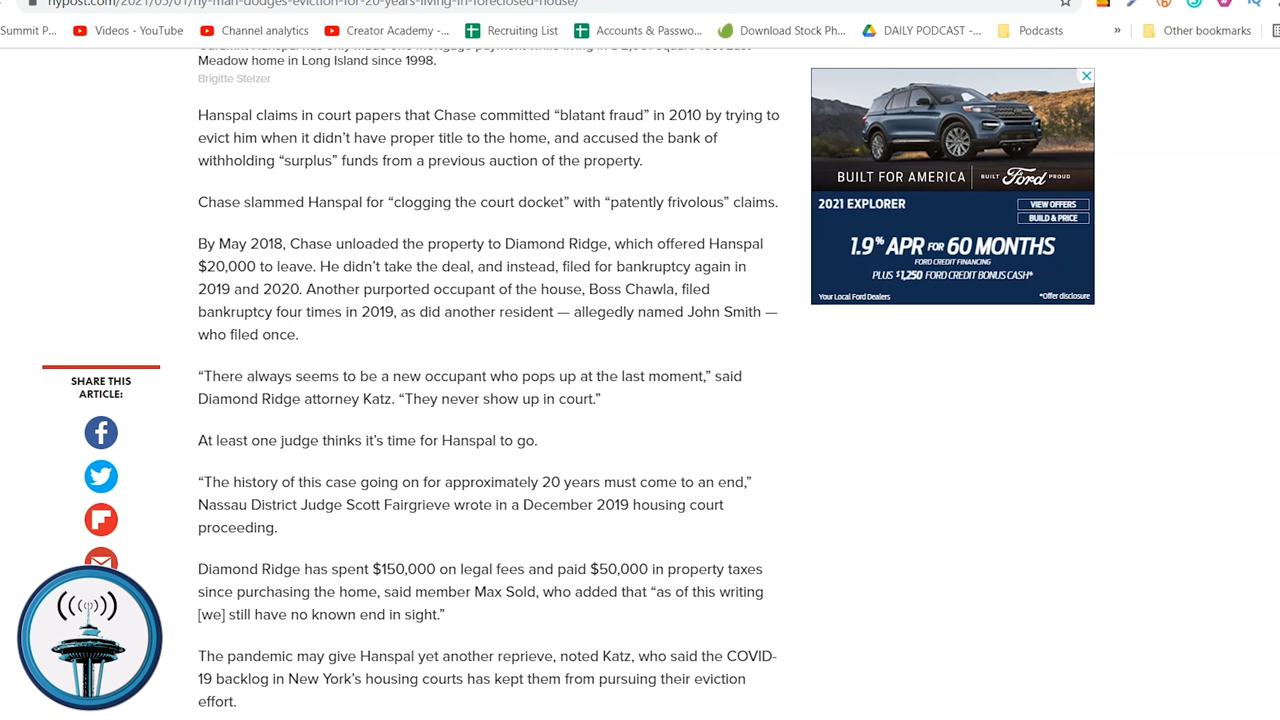 nypost.com/2021/05/01/ny-man-dodges-eviction-for-20-years-living-in-foreclosed-house/
Summit P... Videos - YouTube Channel analytics Creator Academy -... Recruiting List Accounts & Passwo... Download Stock Ph... DAILY PODCAST -... Podcasts » Other bookmarks
Meadow home in Long Island since 1998.
Brigitte Stelzer
Hanspal claims in court papers that Chase committed “blatant fraud” in 2010 by trying to
evict him when it didn’t have proper title to the home, and accused the bank of
withholding “surplus” funds from a previous auction of the property.
Chase slammed Hanspal for “clogging the court docket” with “patently frivolous” claims.
By May 2018, Chase unloaded the property to Diamond Ridge, which offered Hanspal
$20,000 to leave. He didn’t take the deal, and instead, filed for bankruptcy again in
2019 and 2020. Another purported occupant of the house, Boss Chawla, filed
bankruptcy four times in 2019, as did another resident — allegedly named John Smith —
who filed once.
“There always seems to be a new occupant who pops up at the last moment,” said
Diamond Ridge attorney Katz. “They never show up in court.”
At least one judge thinks it’s time for Hanspal to go.
“The history of this case going on for approximately 20 years must come to an end,”
Nassau District Judge Scott Fairgrieve wrote in a December 2019 housing court
proceeding.
Diamond Ridge has spent $150,000 on legal fees and paid $50,000 in property taxes
since purchasing the home, said member Max Sold, who added that “as of this writing
[we] still have no known end in sight.”
The pandemic may give Hanspal yet another reprieve, noted Katz, who said the COVID-
19 backlog in New York’s housing courts has kept them from pursuing their eviction
effort.
SHARE THIS
ARTICLE:
BUILT FOR AMERICA BUILT Ford PROUD
2021 EXPLORER
VIEW OFFERS
BUILD & PRICE
1.9% APR FOR 60 MONTHS
FORD CREDIT FINANCING
PLUS $1,250 FORD CREDIT BONUS CASH*
Your Local Ford Dealers *Offer disclosure